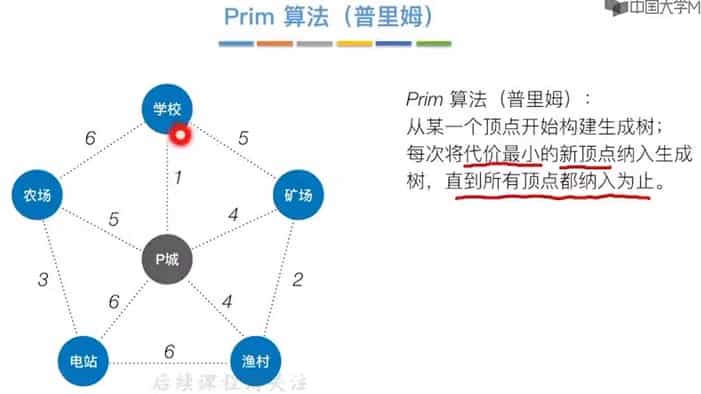 Prim 算法（普里姆）
中国大学M
学校
6
5
1
农场
矿场
5
4
P城
3
2
6
4
电站
6
渔村
Prim 算法（普里姆）：
从某一个顶点开始构建生成树；
每次将代价最小的新顶点纳入生成
树，直到所有顶点都纳入为止。